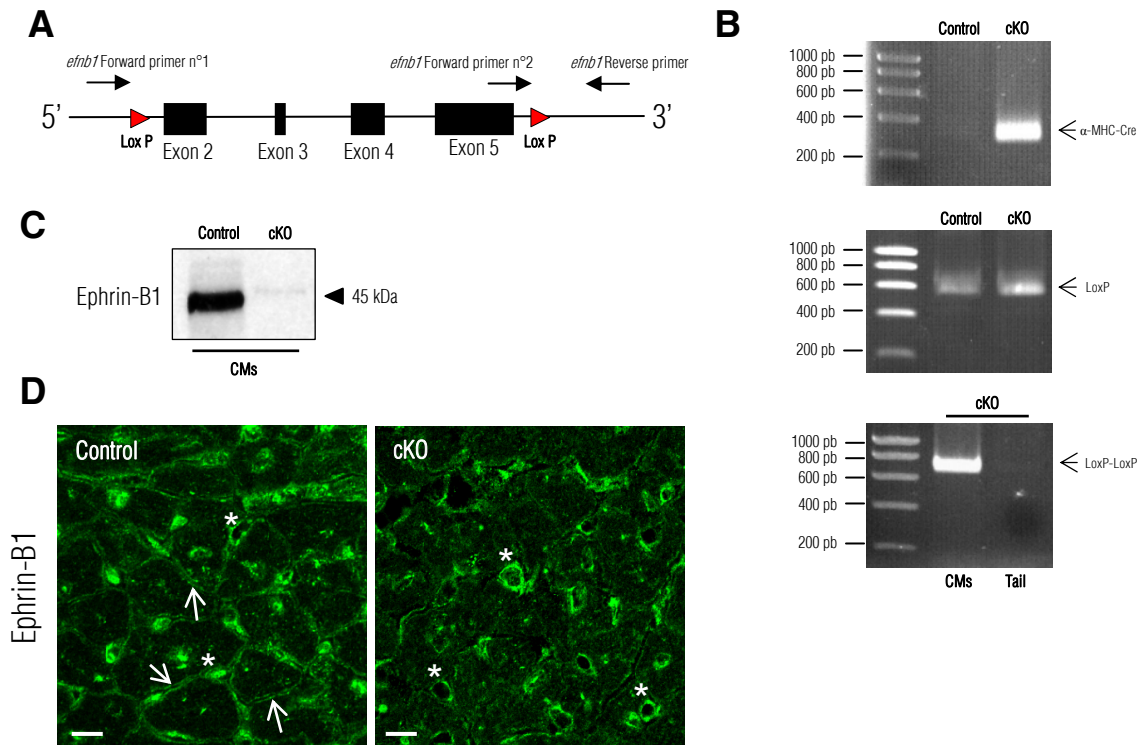 A
efnb1 Forward primer n°1
efnb1 Forward primer n°2
efnb1 Reverse primer
5’
3’
Lox P
Lox P
Exon 2
Exon 3
Exon 4
Exon 5
B
Control cKO
1000 pb
800 pb
600 pb
400 pb
200 pb
α-MHC-Cre
Control cKO
1000 pb
800 pb
600 pb
400 pb
200 pb
LoxP
cKO
1000 pb
800 pb
600 pb
400 pb
200 pb
LoxP-LoxP
CMs Tail
C
Control cKO
Ephrin-B1
45 kDa
CMs
D
Ephrin-B1
Control
*
*
cKO
*
*
*